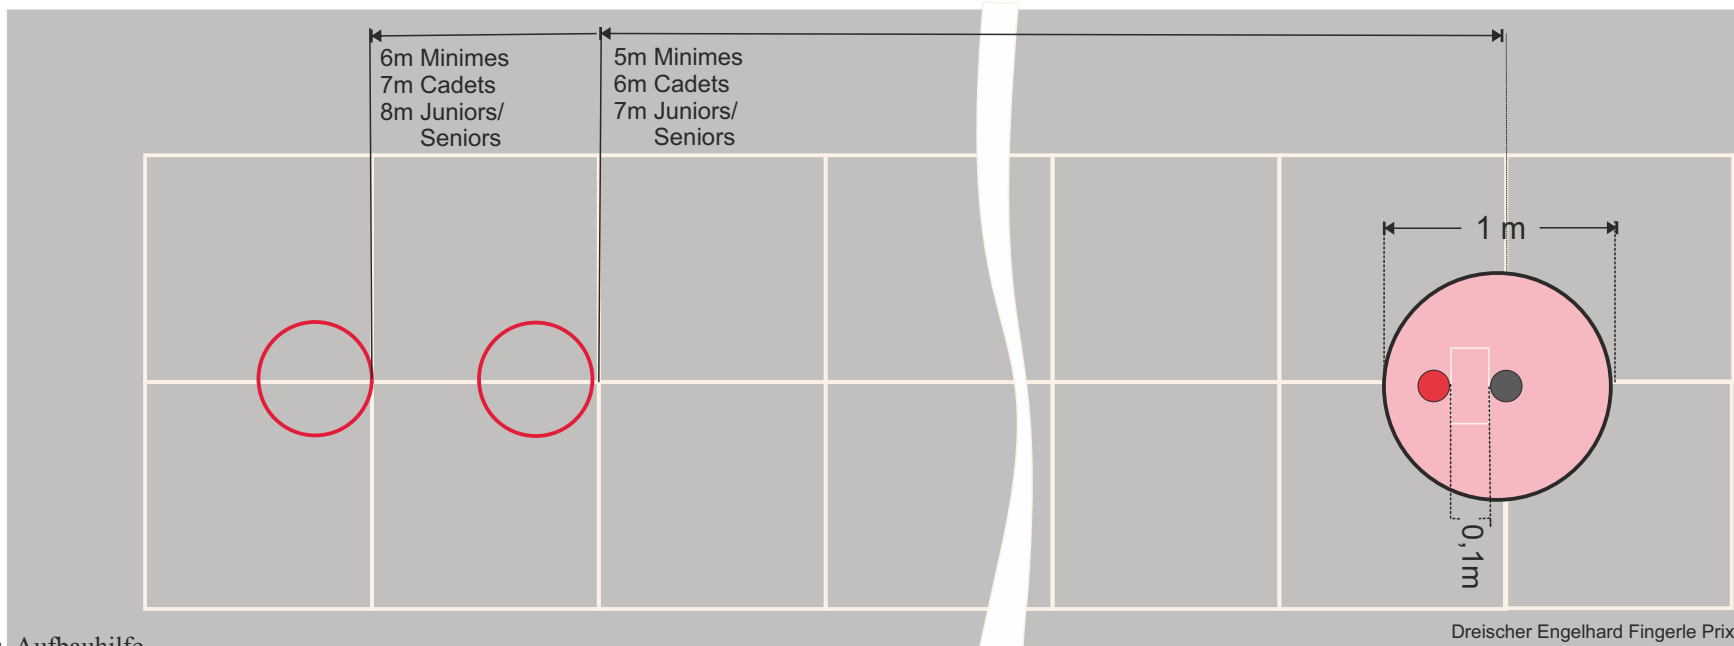 6m Minimes
7m Cadets
8m Juniors/
Seniors
5m Minimes
6m Cadets
7m Juniors/
Seniors
1 m
0,1m
Dreischer Engelhard Fingerle Prix
Aufbauhilfe